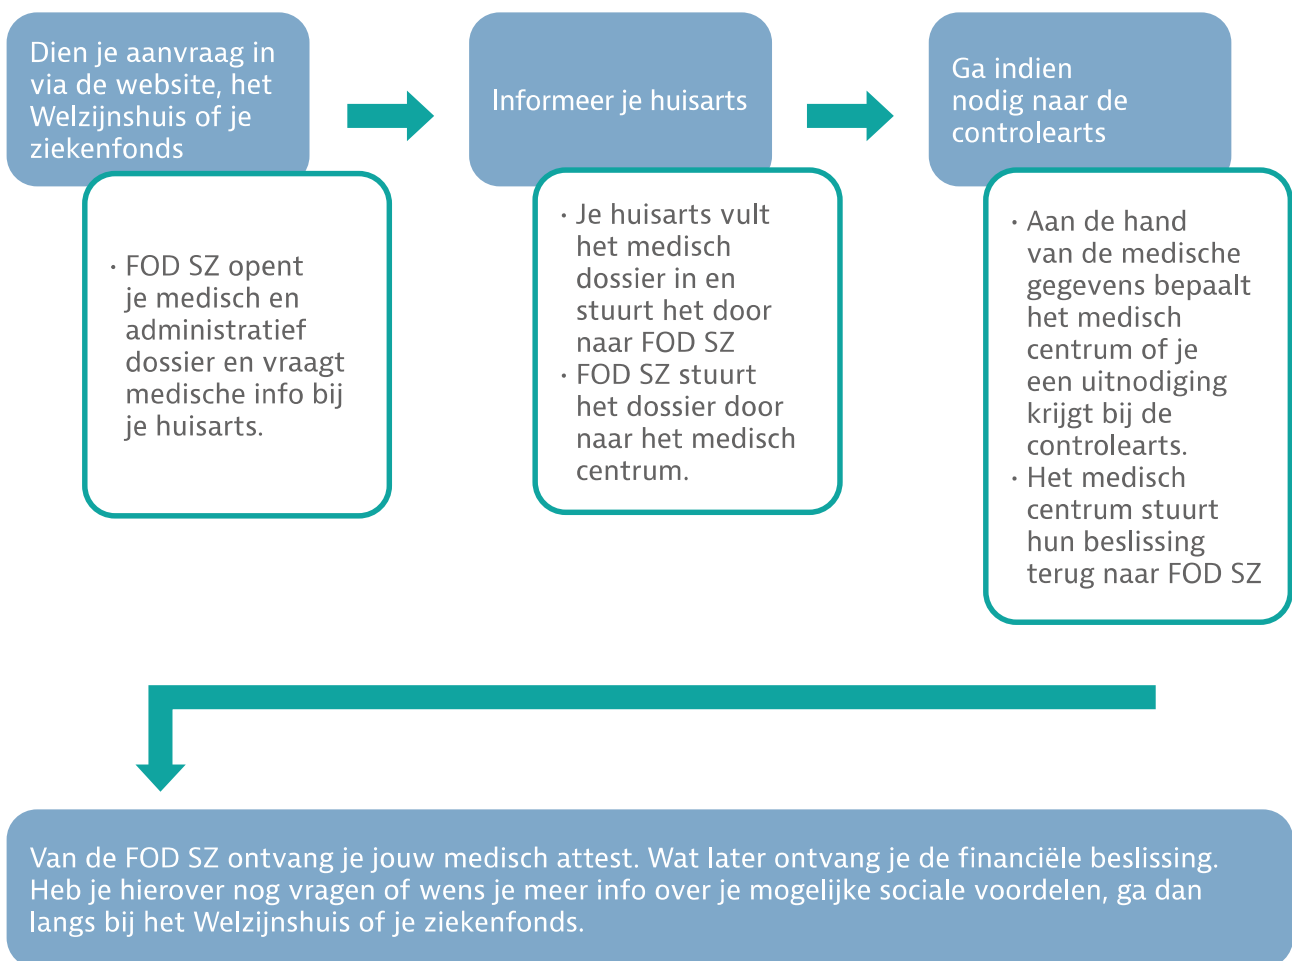 Dien je aanvraag in
via de website, het
Welzijnshuis of je
ziekenfonds
· FOD SZ opent
je medisch en
administratief
dossier en vraagt
medische info bij
je huisarts.
Informeer je huisarts
· Je huisarts vult
het medisch
dossier in en
stuurt het door
naar FOD SZ
· FOD SZ stuurt
het dossier door
naar het medisch
centrum.
Ga indien
nodig naar de
controlearts
· Aan de hand
van de medische
gegevens bepaalt
het medisch
centrum of je
een uitnodiging
krijgt bij de
controlearts.
· Het medisch
centrum stuurt
hun beslissing
terug naar FOD SZ
Van de FOD SZ ontvang je jouw medisch attest. Wat later ontvang je de financiële beslissing.
Heb je hierover nog vragen of wens je meer info over je mogelijke sociale voordelen, ga dan
langs bij het Welzijnshuis of je ziekenfonds.